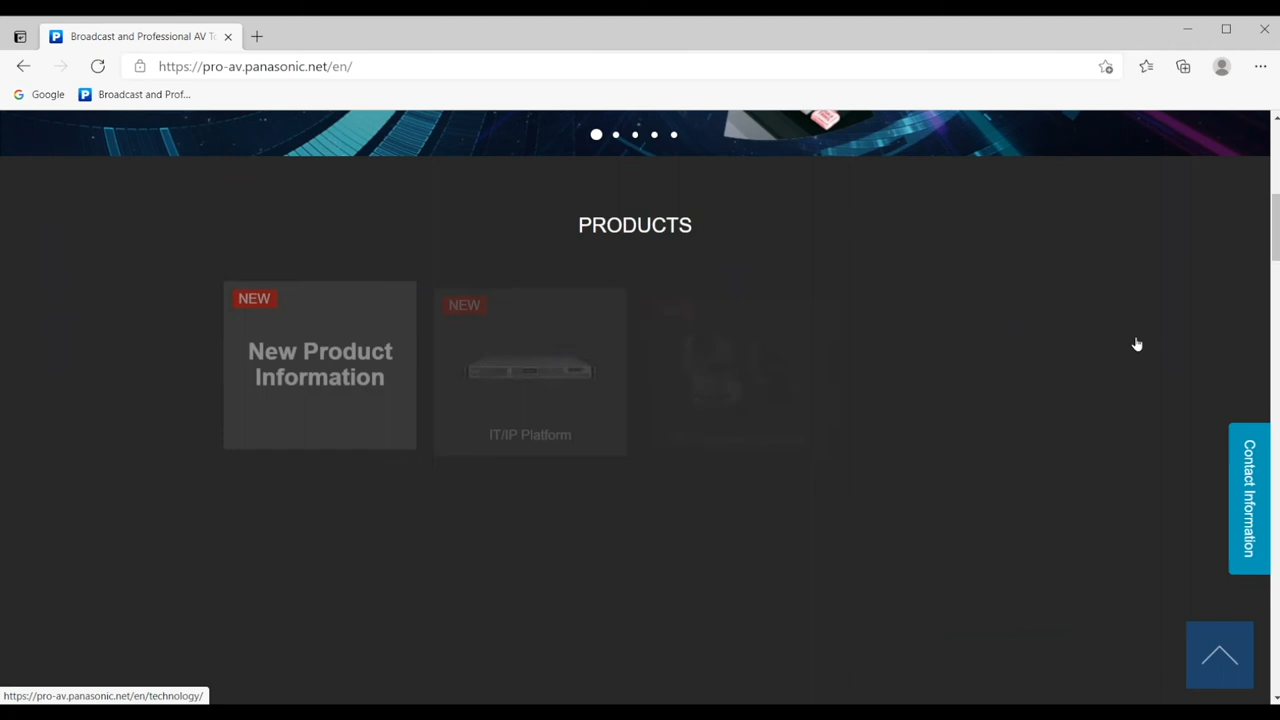 Broadcast and Professional AV To
https://pro-av.panasonic.net/en/
Google
Broadcast and Prof...
PRODUCTS
NEW
New Product
Information
NEW
IT/IP Platform
Contact Information
https://pro-av.panasonic.net/en/technology/